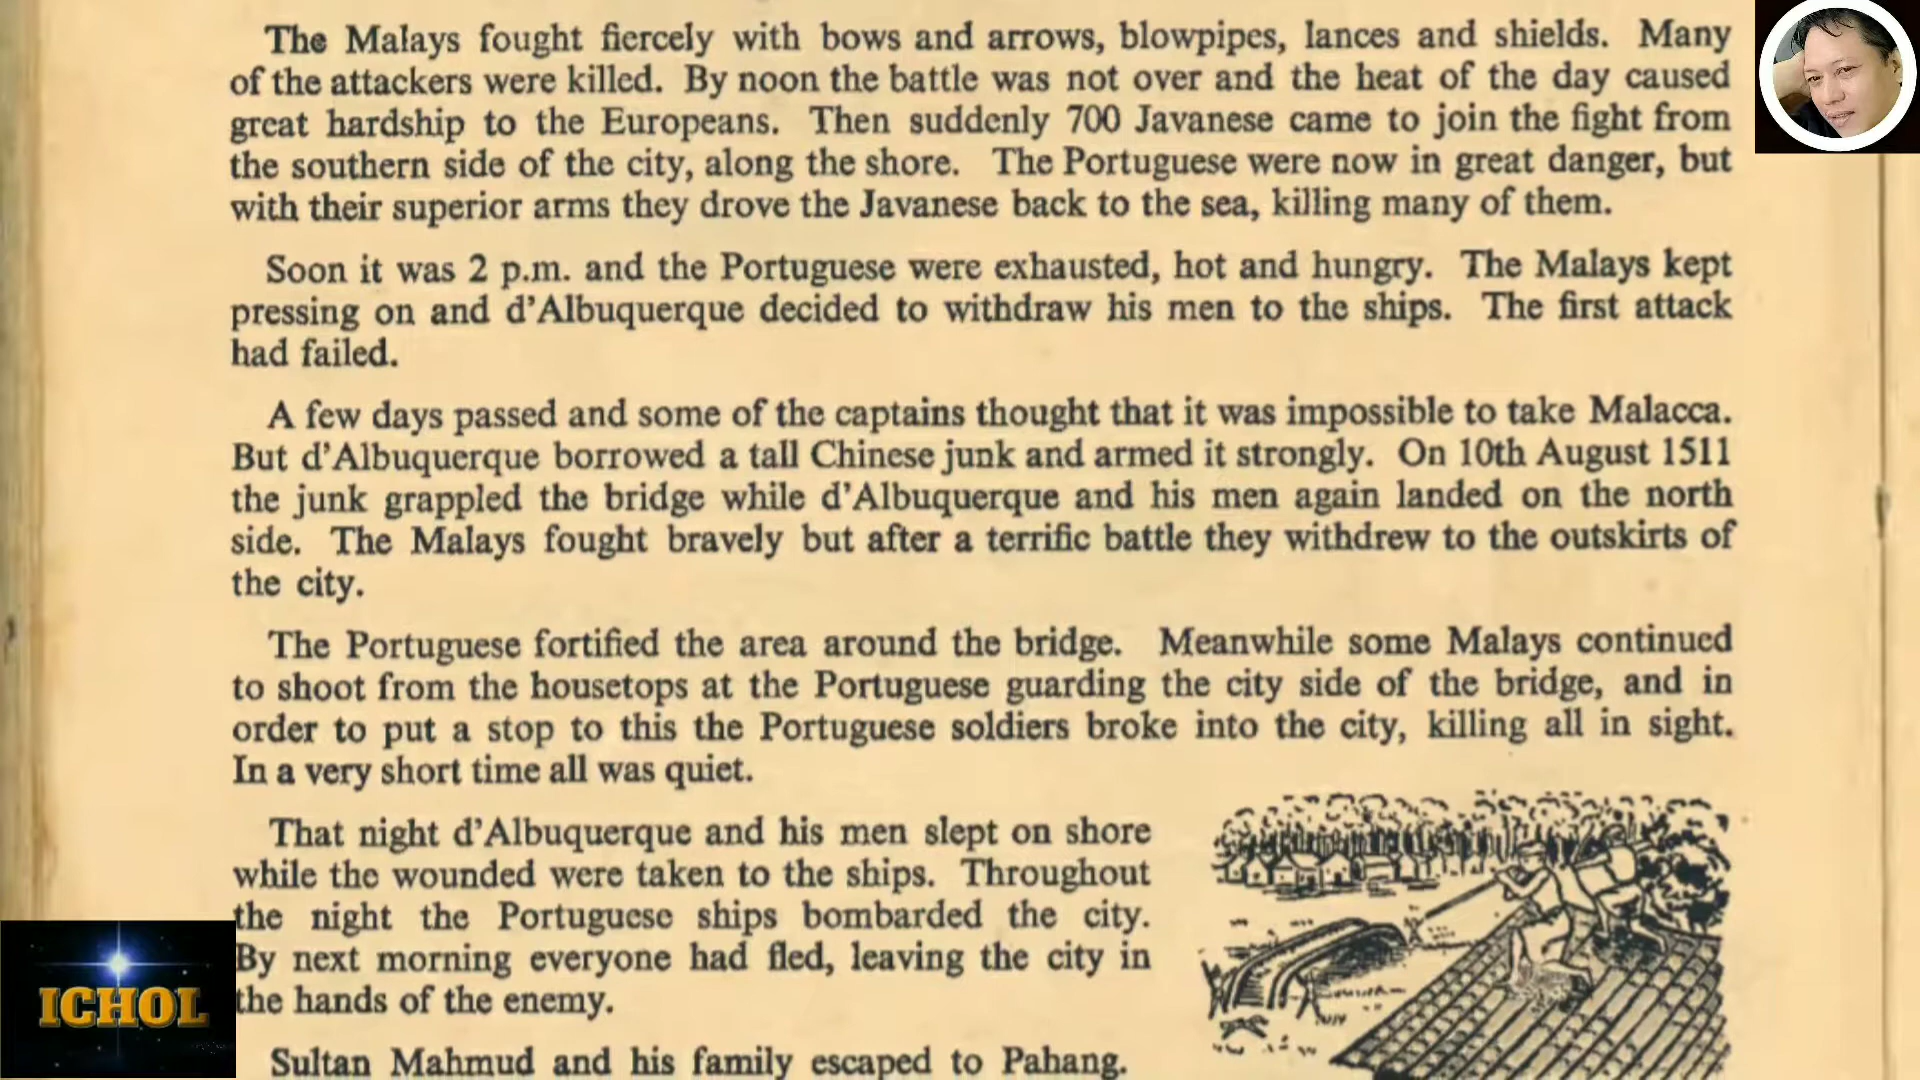 The Malays fought fiercely with bows and arrows, blowpipes, lances and shields. Many
of the attackers were killed. By noon the battle was not over and the heat of the day caused
great hardship to the Europeans. Then suddenly 700 Javanese came to join the fight from
the southern side of the city, along the shore. The Portuguese were now in great danger, but
with their superior arms they drove the Javanese back to the sea, killing many of them.
Soon it was 2 p.m. and the Portuguese were exhausted, hot and hungry. The Malays kept
pressing on and d'Albuquerque decided to withdraw his men to the ships. The first attack
had failed.
A few days passed and some of the captains thought that it was impossible to take Malacca.
But d'Albuquerque borrowed a tall Chinese junk and armed it strongly. On 10th August 1511
the junk grappled the bridge while d'Albuquerque and his men again landed on the north
side. The Malays fought bravely but after a terrific battle they withdrew to the outskirts of
the city.
The Portuguese fortified the area around the bridge. Meanwhile some Malays continued
to shoot from the housetops at the Portuguese guarding the city side of the bridge, and in
order to put a stop to this the Portuguese soldiers broke into the city, killing all in sight.
In a very short time all was quiet.
That night d'Albuquerque and his men slept on shore
while the wounded were taken to the ships. Throughout
the night the Portuguese ships bombarded the city.
By next morning everyone had fled, leaving the city in
the hands of the enemy.
Sultan Mahmud and his family escaped to Pahang.
ICHOL